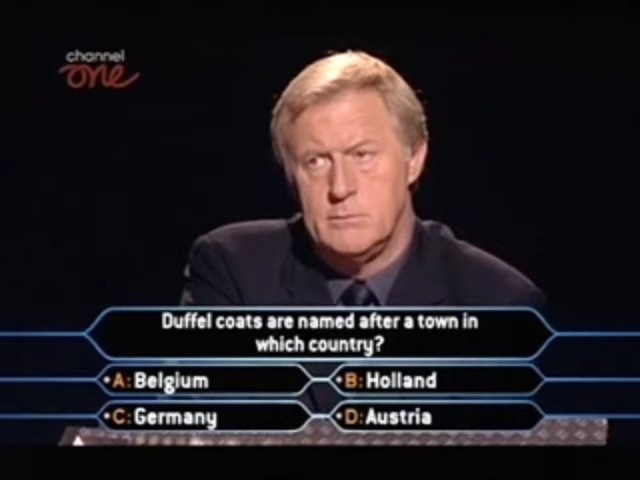 channel
one
Duffel coats are named after a town in
which country?
A: Belgium
B: Holland
C: Germany
D: Austria